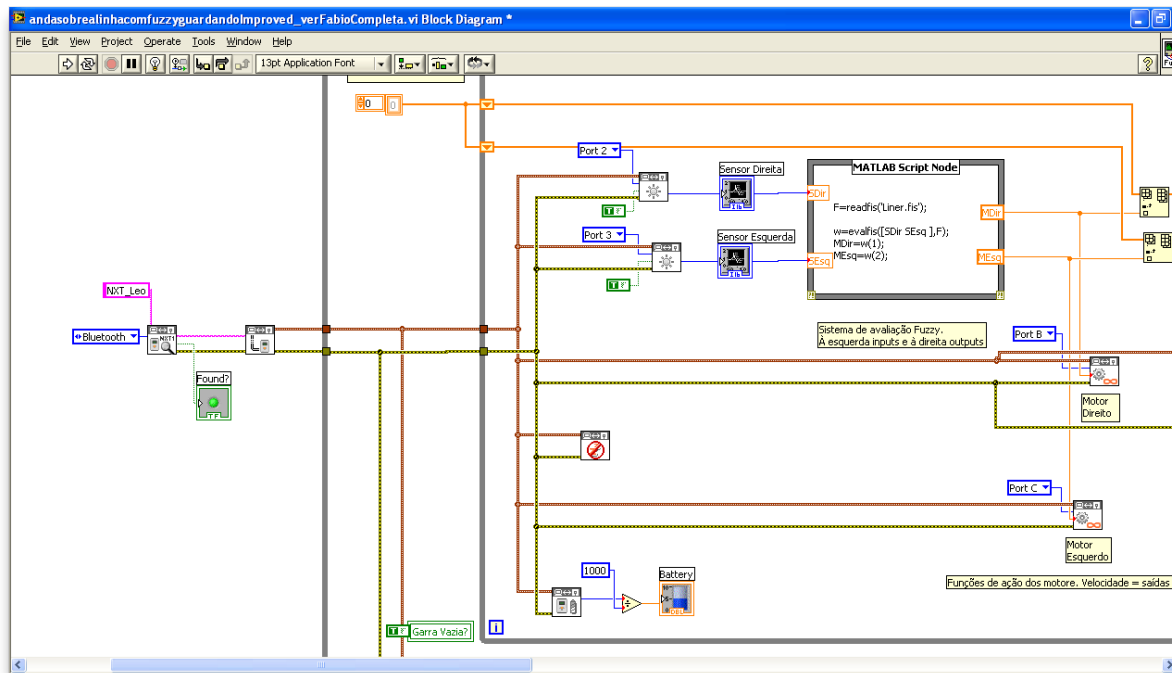 andasobrealinhacomfuzzyguardandoImproved_verFabioCompleta.vi Block Diagram *
File Edit View Project Operate Tools Window Help
13pt Application Font
0 0
Port 2
Sensor Direita
MATLAB Script Node
SDir
F=readfis('Liner.fis');
MDir
T F
Port 3
Sensor Esquerda
w=evalfis([SDir SEsq ],F);
MDir=w(1);
MEsq=w(2);
SEsq
MEsq
T F
NXT_Leo
Bluetooth
NXT1
Found?
TF
Sistema de avaliação Fuzzy.
À esquerda inputs e à direita outputs
Port B
Motor
Direito
Port C
Motor
Esquerdo
1000
Battery
DBL
Funções de ação dos motore. Velocidade = saídas
T F
Garra Vazia?
i